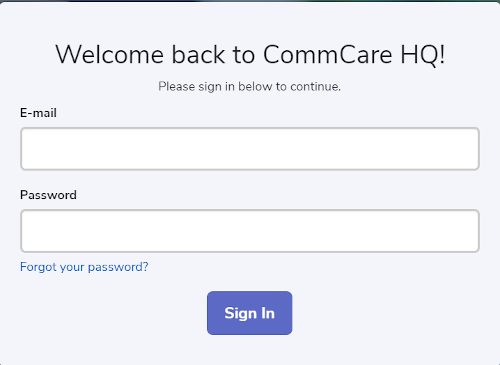 Welcome back to CommCare HQ!
Please sign in below to continue.
E-mail
Password
Forgot your password?
Sign In